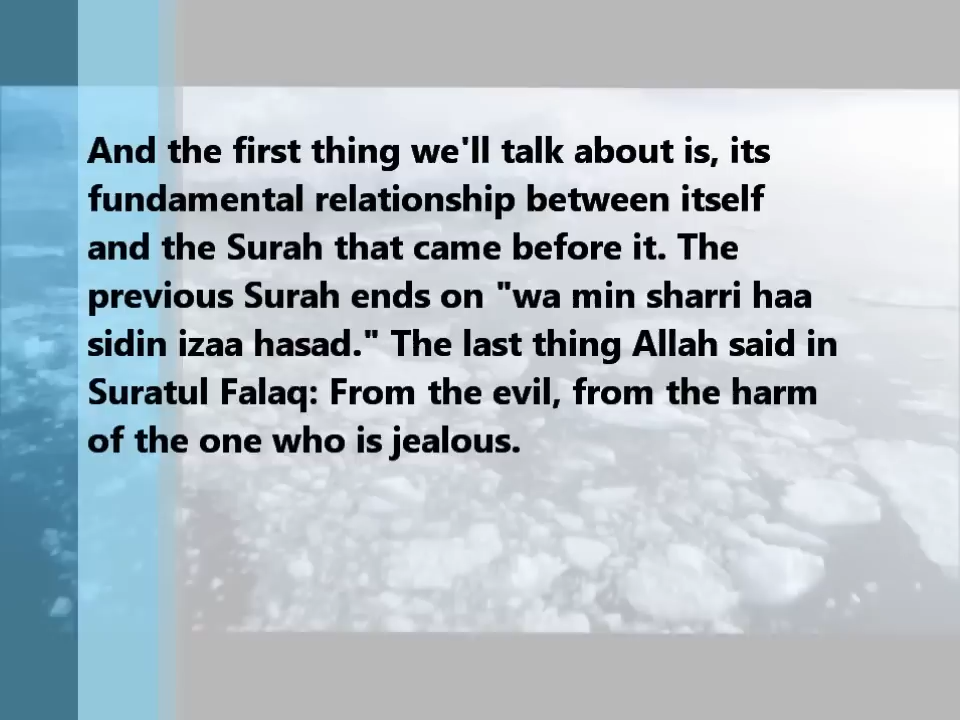 And the first thing we'll talk about is, its
fundamental relationship between itself
and the Surah that came before it. The
previous Surah ends on "wa min sharri haa
sidin izaa hasad." The last thing Allah said in
Suratul Falaq: From the evil, from the harm
of the one who is jealous.